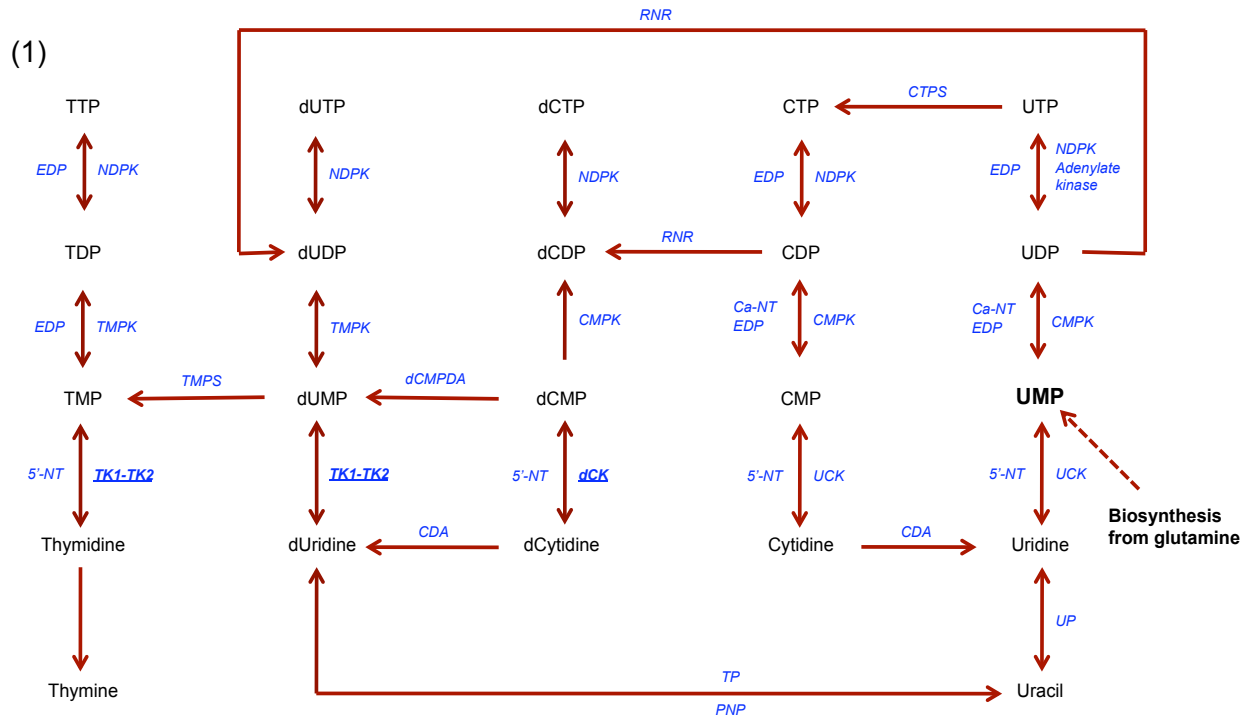 RNR
(1)
TTP
dUTP
dCTP
CTP
CTPS
UTP
EDP
NDPK
NDPK
NDPK
EDP
NDPK
EDP
NDPK
Adenylate
kinase
TDP
dUDP
dCDP
RNR
CDP
UDP
EDP
TMPK
TMPK
CMPK
Ca-NT
EDP
CMPK
Ca-NT
EDP
CMPK
TMP
TMPS
dUMP
dCMPDA
dCMP
CMP
UMP
5'-NT
TK1-TK2
TK1-TK2
5'-NT
dCK
5'-NT
UCK
5'-NT
UCK
Biosynthesis
from glutamine
Thymidine
dUridine
CDA
dCytidine
Cytidine
CDA
Uridine
UP
Thymine
TP
PNP
Uracil